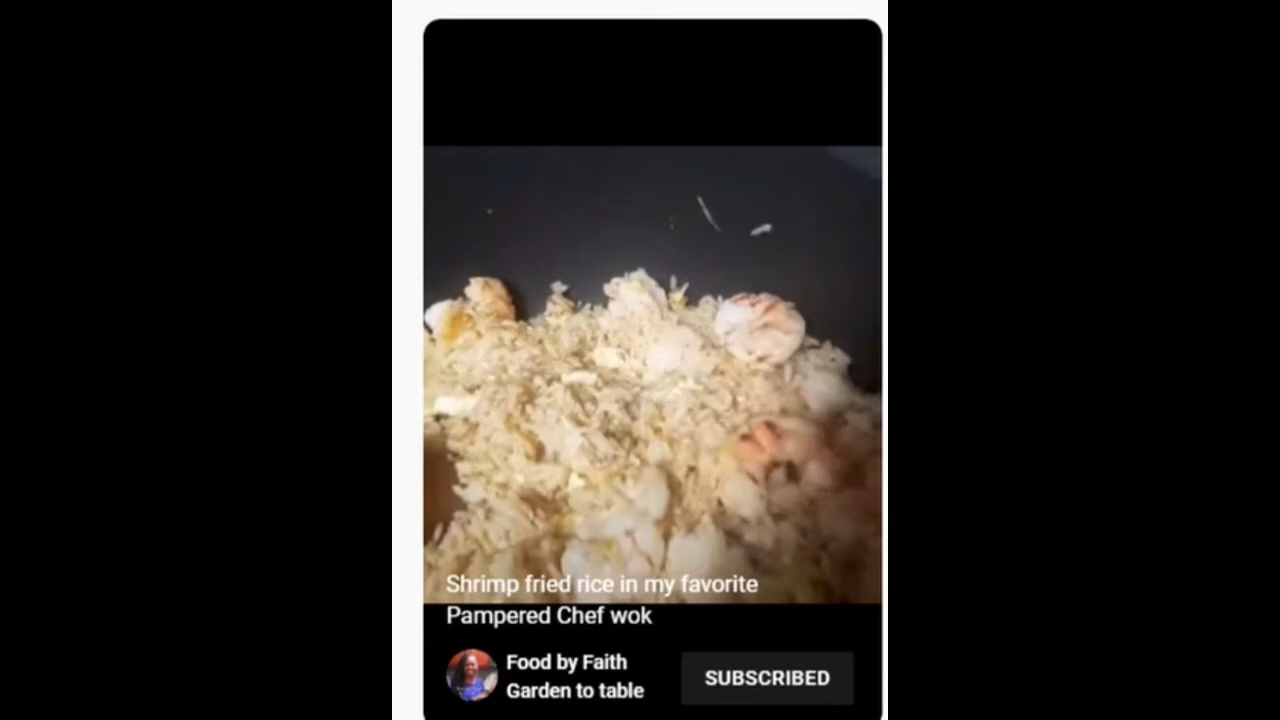 Shrimp fried rice in my favorite
Pampered Chef wok
Food by Faith
Garden to table
SUBSCRIBED